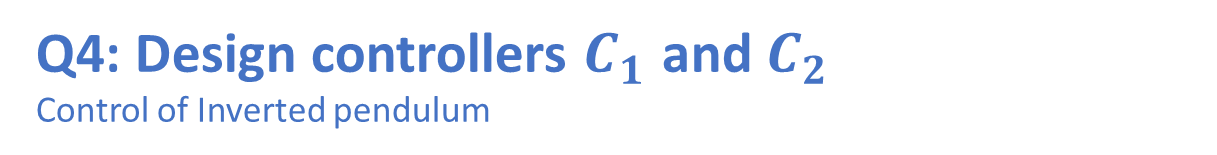 Q4: Design controllers C₁ and C₂
Control of Inverted pendulum